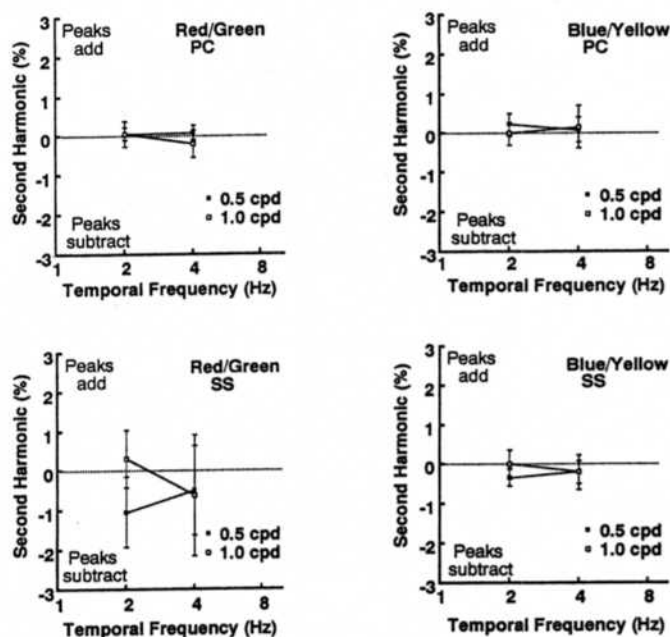 3
2
1
0
-1
-2
-3
Second Harmonic (%)
Peaks
add
Red/Green
PC
0.5 cpd
1.0 cpd
Peaks
subtract
1 2 4 8
Temporal Frequency (Hz)
3
2
1
0
-1
-2
-3
Second Harmonic (%)
Peaks
add
Blue/Yellow
PC
0.5 cpd
1.0 cpd
Peaks
subtract
1 2 4 8
Temporal Frequency (Hz)
3
2
1
0
-1
-2
-3
Second Harmonic (%)
Peaks
add
Red/Green
SS
0.5 cpd
1.0 cpd
Peaks
subtract
1 2 4 8
Temporal Frequency (Hz)
3
2
1
0
-1
-2
-3
Second Harmonic (%)
Peaks
add
Blue/Yellow
SS
0.5 cpd
1.0 cpd
Peaks
subtract
1 2 4 8
Temporal Frequency (Hz)